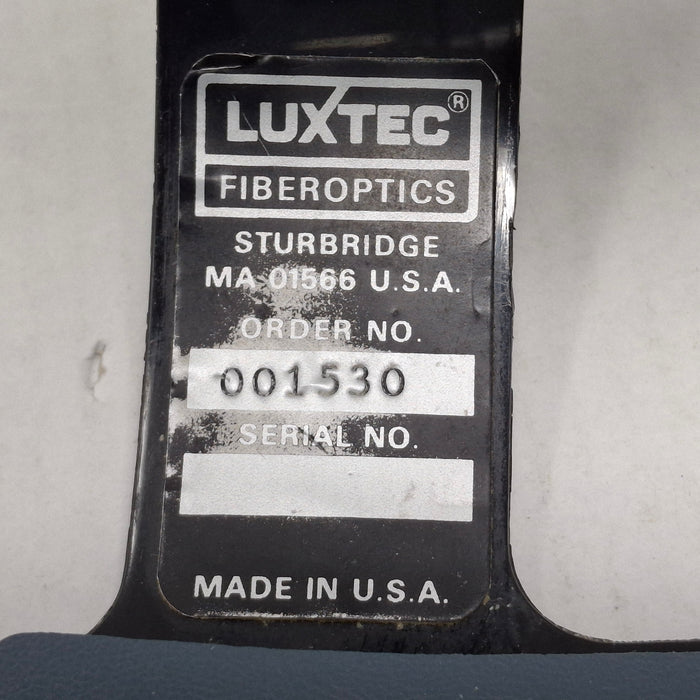 LUXTEC®
FIBEROPTICS
STURBRIDGE
MA 01566 U.S.A.
ORDER NO.
001530
SERIAL NO.
MADE IN U.S.A.